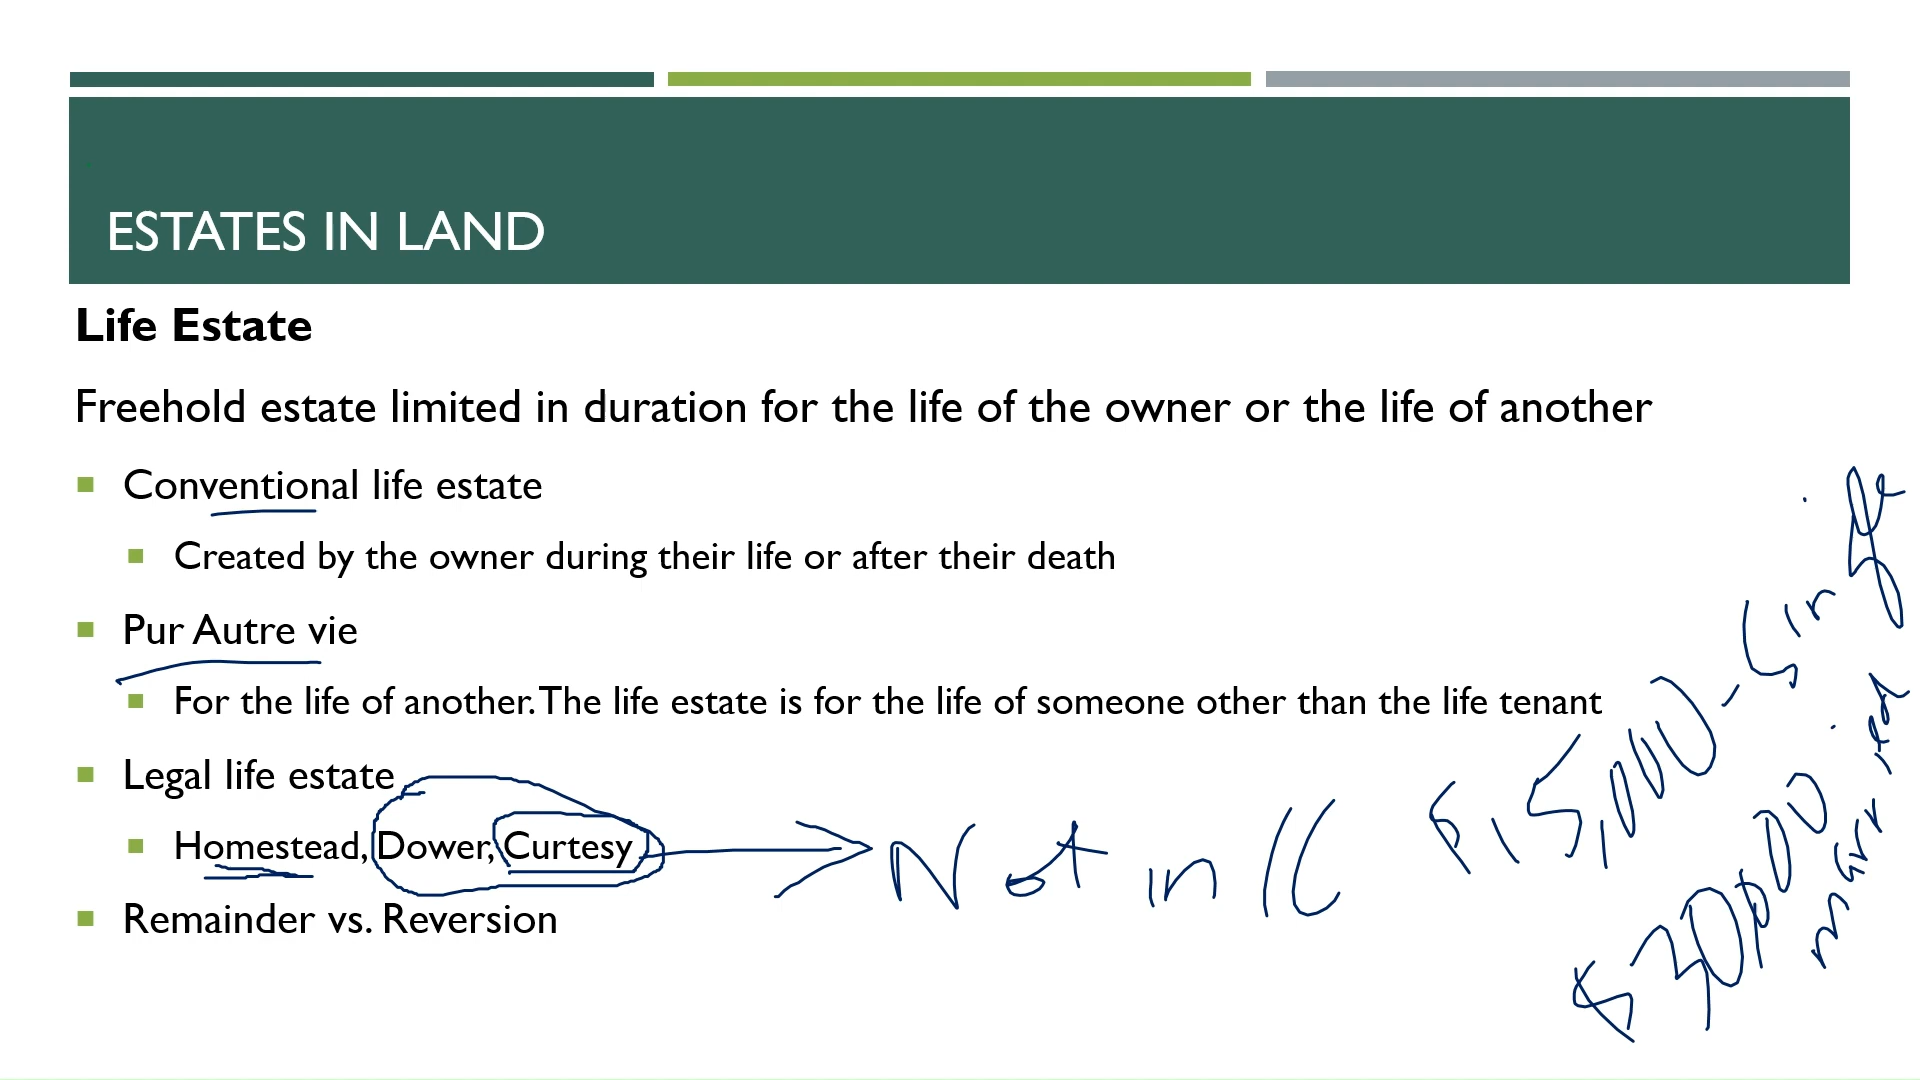 ESTATES IN LAND
Life Estate
Freehold estate limited in duration for the life of the owner or the life of another
Conventional life estate
Created by the owner during their life or after their death
Pur Autre vie
For the life of another. The life estate is for the life of someone other than the life tenant
Legal life estate
Homestead, Dower, Curtesy
Not in
Remainder vs. Reversion
$15,000 - Single
$30,000 married